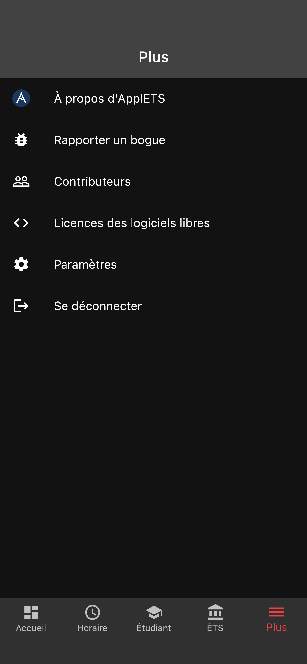 Plus
À propos d'ApplETS
Rapporter un bogue
Contributeurs
Licences des logiciels libres
Paramètres
Se déconnecter
Accueil
Horaire
Étudiant
ÉTS
Plus